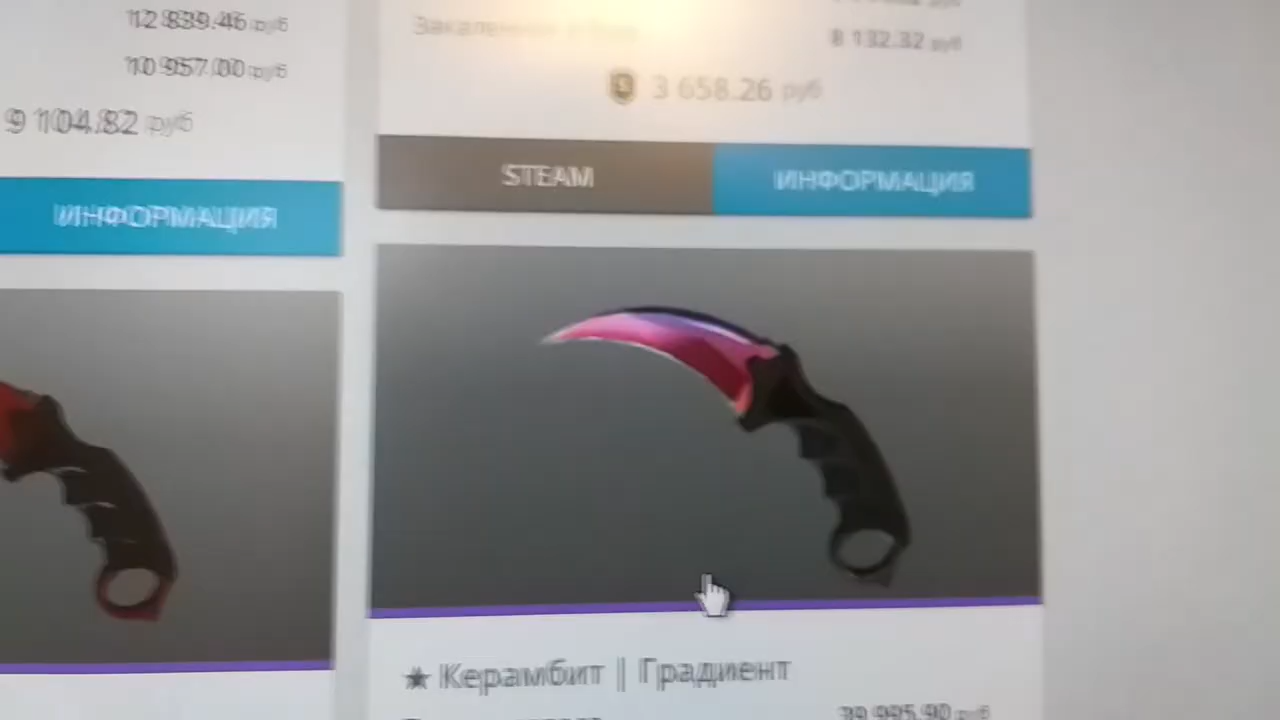 12 839.46 руб
10 957.00 руб
9 104.82 руб
ИНФОРМАЦИЯ
8 132.32 руб
3 658.26 руб
STEAM
ИНФОРМАЦИЯ
★ Керамбит | Градиент
39 995.90 руб